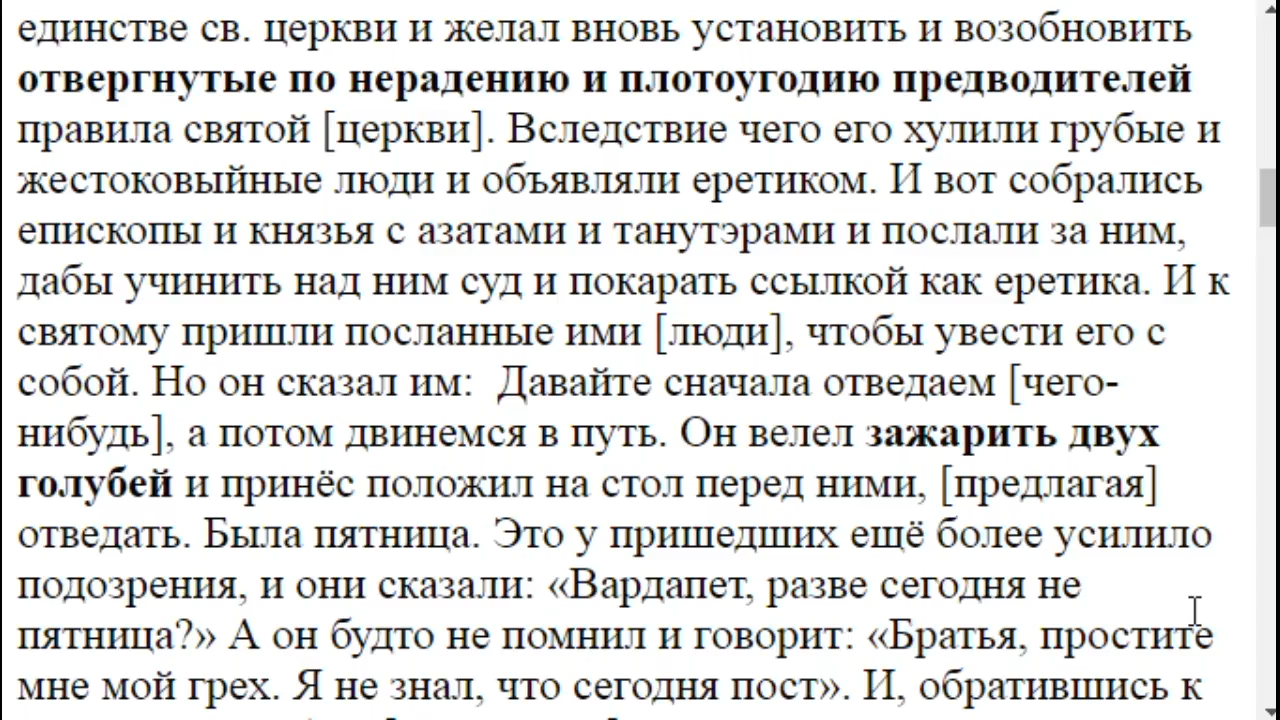 единстве св. церкви и желал вновь установить и возобновить
отвергнутые по нерадению и плотоугодию предводителей
правила святой [церкви]. Вследствие чего его хулили грубые и
жестоковыйные люди и объявляли еретиком. И вот собрались
епископы и князья с азатами и танутэрами и послали за ним,
дабы учинить над ним суд и покарать ссылкой как еретика. И к
святому пришли посланные ими [люди], чтобы увести его с
собой. Но он сказал им:  Давайте сначала отведаем [чего-
нибудь], а потом двинемся в путь. Он велел зажарить двух
голубей и принёс положил на стол перед ними, [предлагая]
отведать. Была пятница. Это у пришедших ещё более усилило
подозрения, и они сказали: «Вардапет, разве сегодня не
пятница?» А он будто не помнил и говорит: «Братья, простите
мне мой грех. Я не знал, что сегодня пост». И, обратившись к